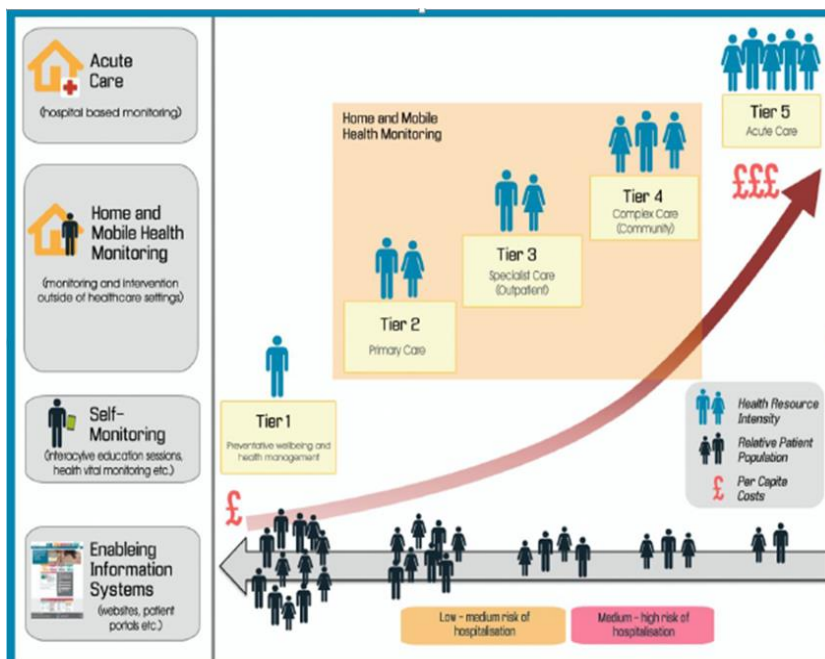 Acute
Care
(hospital based monitoring)
Home and
Mobile Health
Monitoring
(monitoring and intervention
outside of healthcare settings)
Self-
Monitoring
(interacyive education sessions,
health vital monitoring etc.)
Enableing
Information
Systems
(websites, patient
portals etc.)
Home and Mobile
Health Monitoring
Tier 1
Preventative wellbeing and
health management
Tier 2
Primary Care
Tier 3
Specialist Care
(Outpatient)
Tier 4
Complex Care
(Community)
Tier 5
Acute Care
£££
£
Health Resource
Intensity
Relative Patient
Population
£
Per Capite
Costs
Low - medium risk of
hospitalisation
Medium - high risk of
hospitalisation